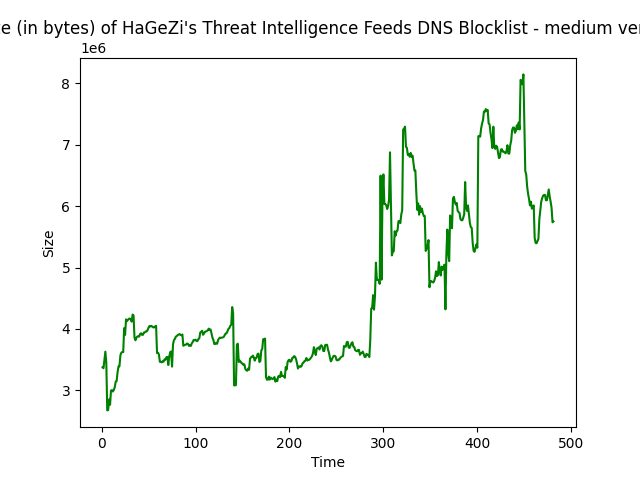 e (in bytes) of HaGeZi's Threat Intelligence Feeds DNS Blocklist - medium ver
1e6
8
7
6
5
4
3
Size
0 100 200 300 400 500
Time